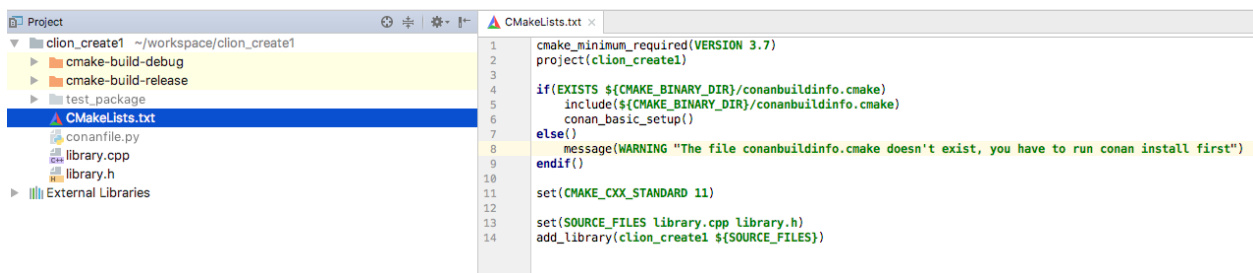 Project
clion_create1 ~/workspace/clion_create1
cmake-build-debug
cmake-build-release
test_package
CMakeLists.txt
conanfile.py
library.cpp
library.h
External Libraries
CMakeLists.txt
1 cmake_minimum_required(VERSION 3.7)
2 project(clion_create1)
3
4 if(EXISTS ${CMAKE_BINARY_DIR}/conanbuildinfo.cmake)
5     include(${CMAKE_BINARY_DIR}/conanbuildinfo.cmake)
6     conan_basic_setup()
7 else()
8     message(WARNING "The file conanbuildinfo.cmake doesn't exist, you have to run conan install first")
9 endif()
10
11 set(CMAKE_CXX_STANDARD 11)
12
13 set(SOURCE_FILES library.cpp library.h)
14 add_library(clion_create1 ${SOURCE_FILES})